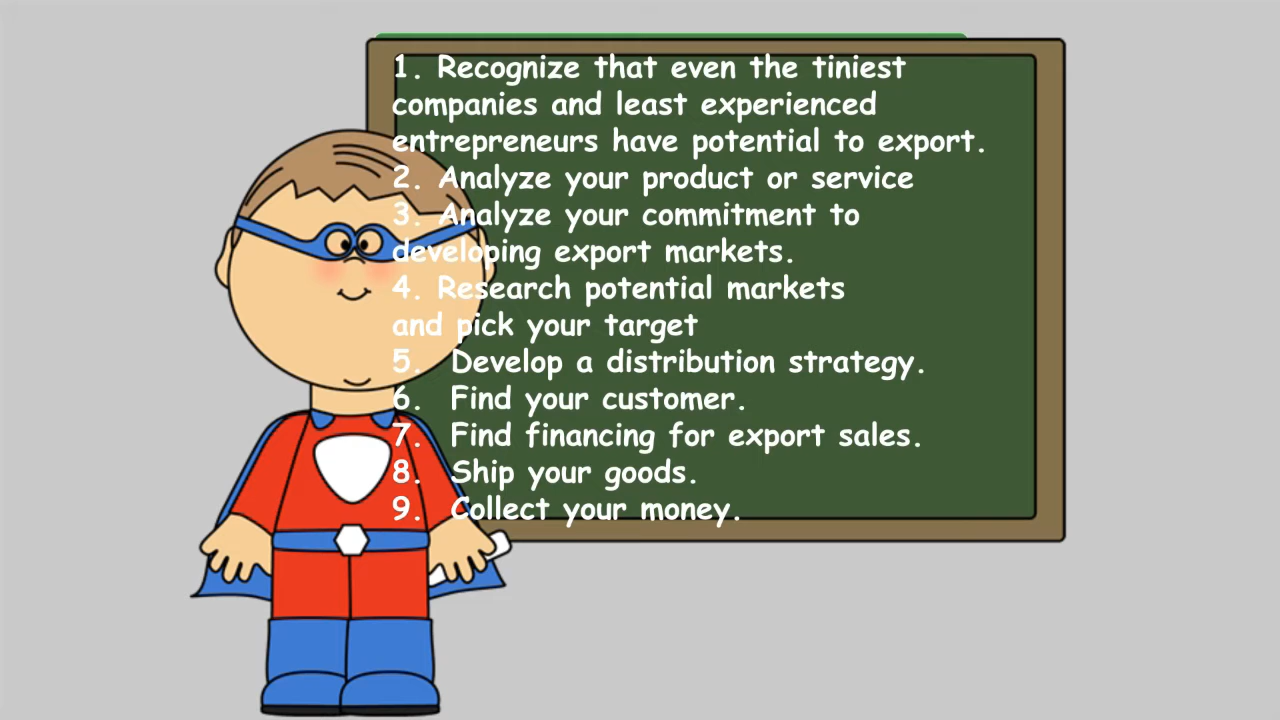 1. Recognize that even the tiniest
companies and least experienced
entrepreneurs have potential to export.
2. Analyze your product or service
3. Analyze your commitment to
developing export markets.
4. Research potential markets
and pick your target
5. Develop a distribution strategy.
6. Find your customer.
7. Find financing for export sales.
8. Ship your goods.
9. Collect your money.